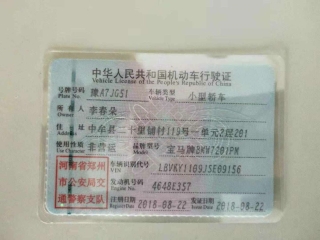 中华人民共和国机动车行驶证
Vehicle License of the People's Republic of China
号牌号码 豫A7JG51 车辆类型 小型轿车
Plate No. Vehicle Type
所有人 李春朵
住址 中牟县二十里铺村119号一单元2层201
使用性质 非营运 品牌型号 宝马牌BMW7201PM
Use Character
河南省郑州
市公安局交
通警察支队
车辆识别代号 LBVKY1109JSE09156
VIN
发动机号码 4648L357
Engine No.
注册日期 2018-08-22 发证日期 2018-08-22
Register Date Issue Date